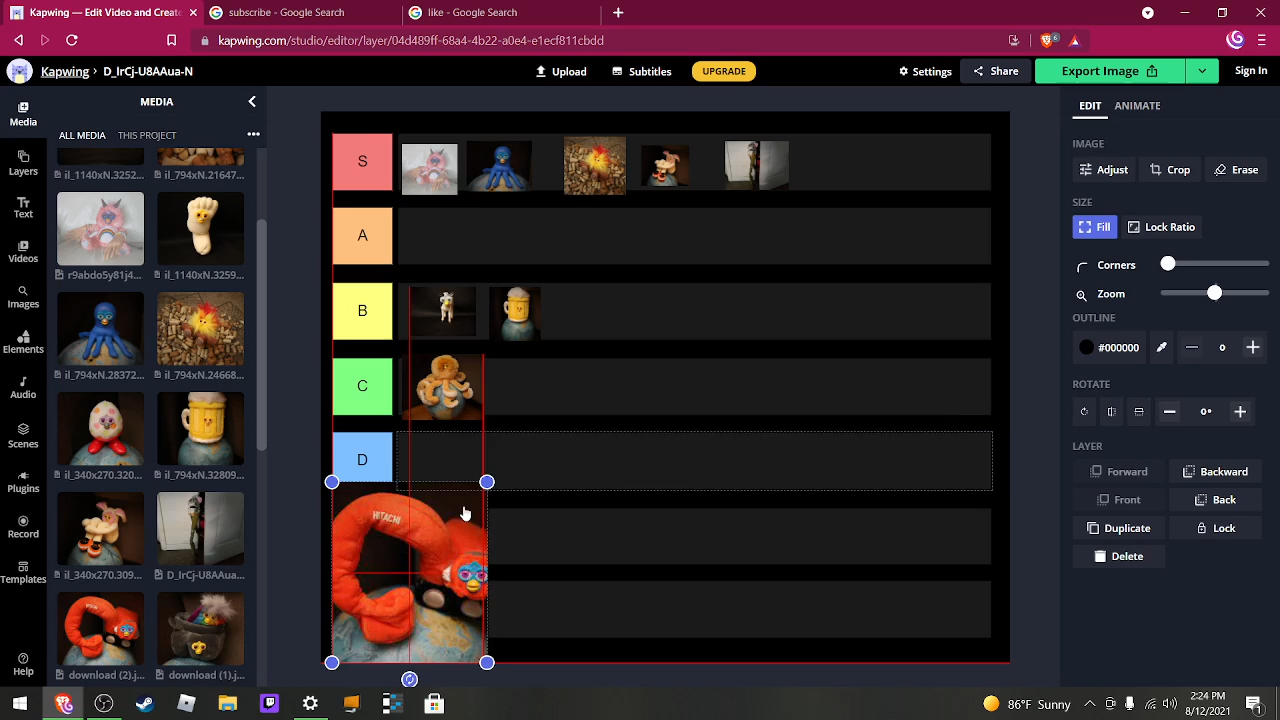 Kapwing — Edit Video and Create
subscribe - Google Search
like - Google Search
kapwing.com/studio/editor/layer/04d489ff-68a4-4b22-a0e4-e1ecf811cbdd
6
Kapwing > D_IrCj-U8AAua-N
Upload
Subtitles
UPGRADE
Settings
Share
Export Image
Sign In
Media
Layers
Text
Videos
Images
Elements
Audio
Scenes
Plugins
Record
Templates
Help
MEDIA
ALL MEDIA
THIS PROJECT
il_1140xN.3252...
il_794xN.21647...
r9abdo5y81j4...
il_1140xN.3259...
il_794xN.28372...
il_794xN.24668...
il_340x270.320...
il_794xN.32809...
il_340x270.309...
D_IrCj-U8AAua...
download (2).j...
download (1).j...
S
A
B
C
D
HITACHI
EDIT
ANIMATE
IMAGE
Adjust
Crop
Erase
SIZE
Fill
Lock Ratio
Corners
Zoom
OUTLINE
#000000
0
ROTATE
0°
LAYER
Forward
Backward
Front
Back
Duplicate
Lock
Delete
86°F Sunny
2:24 PM